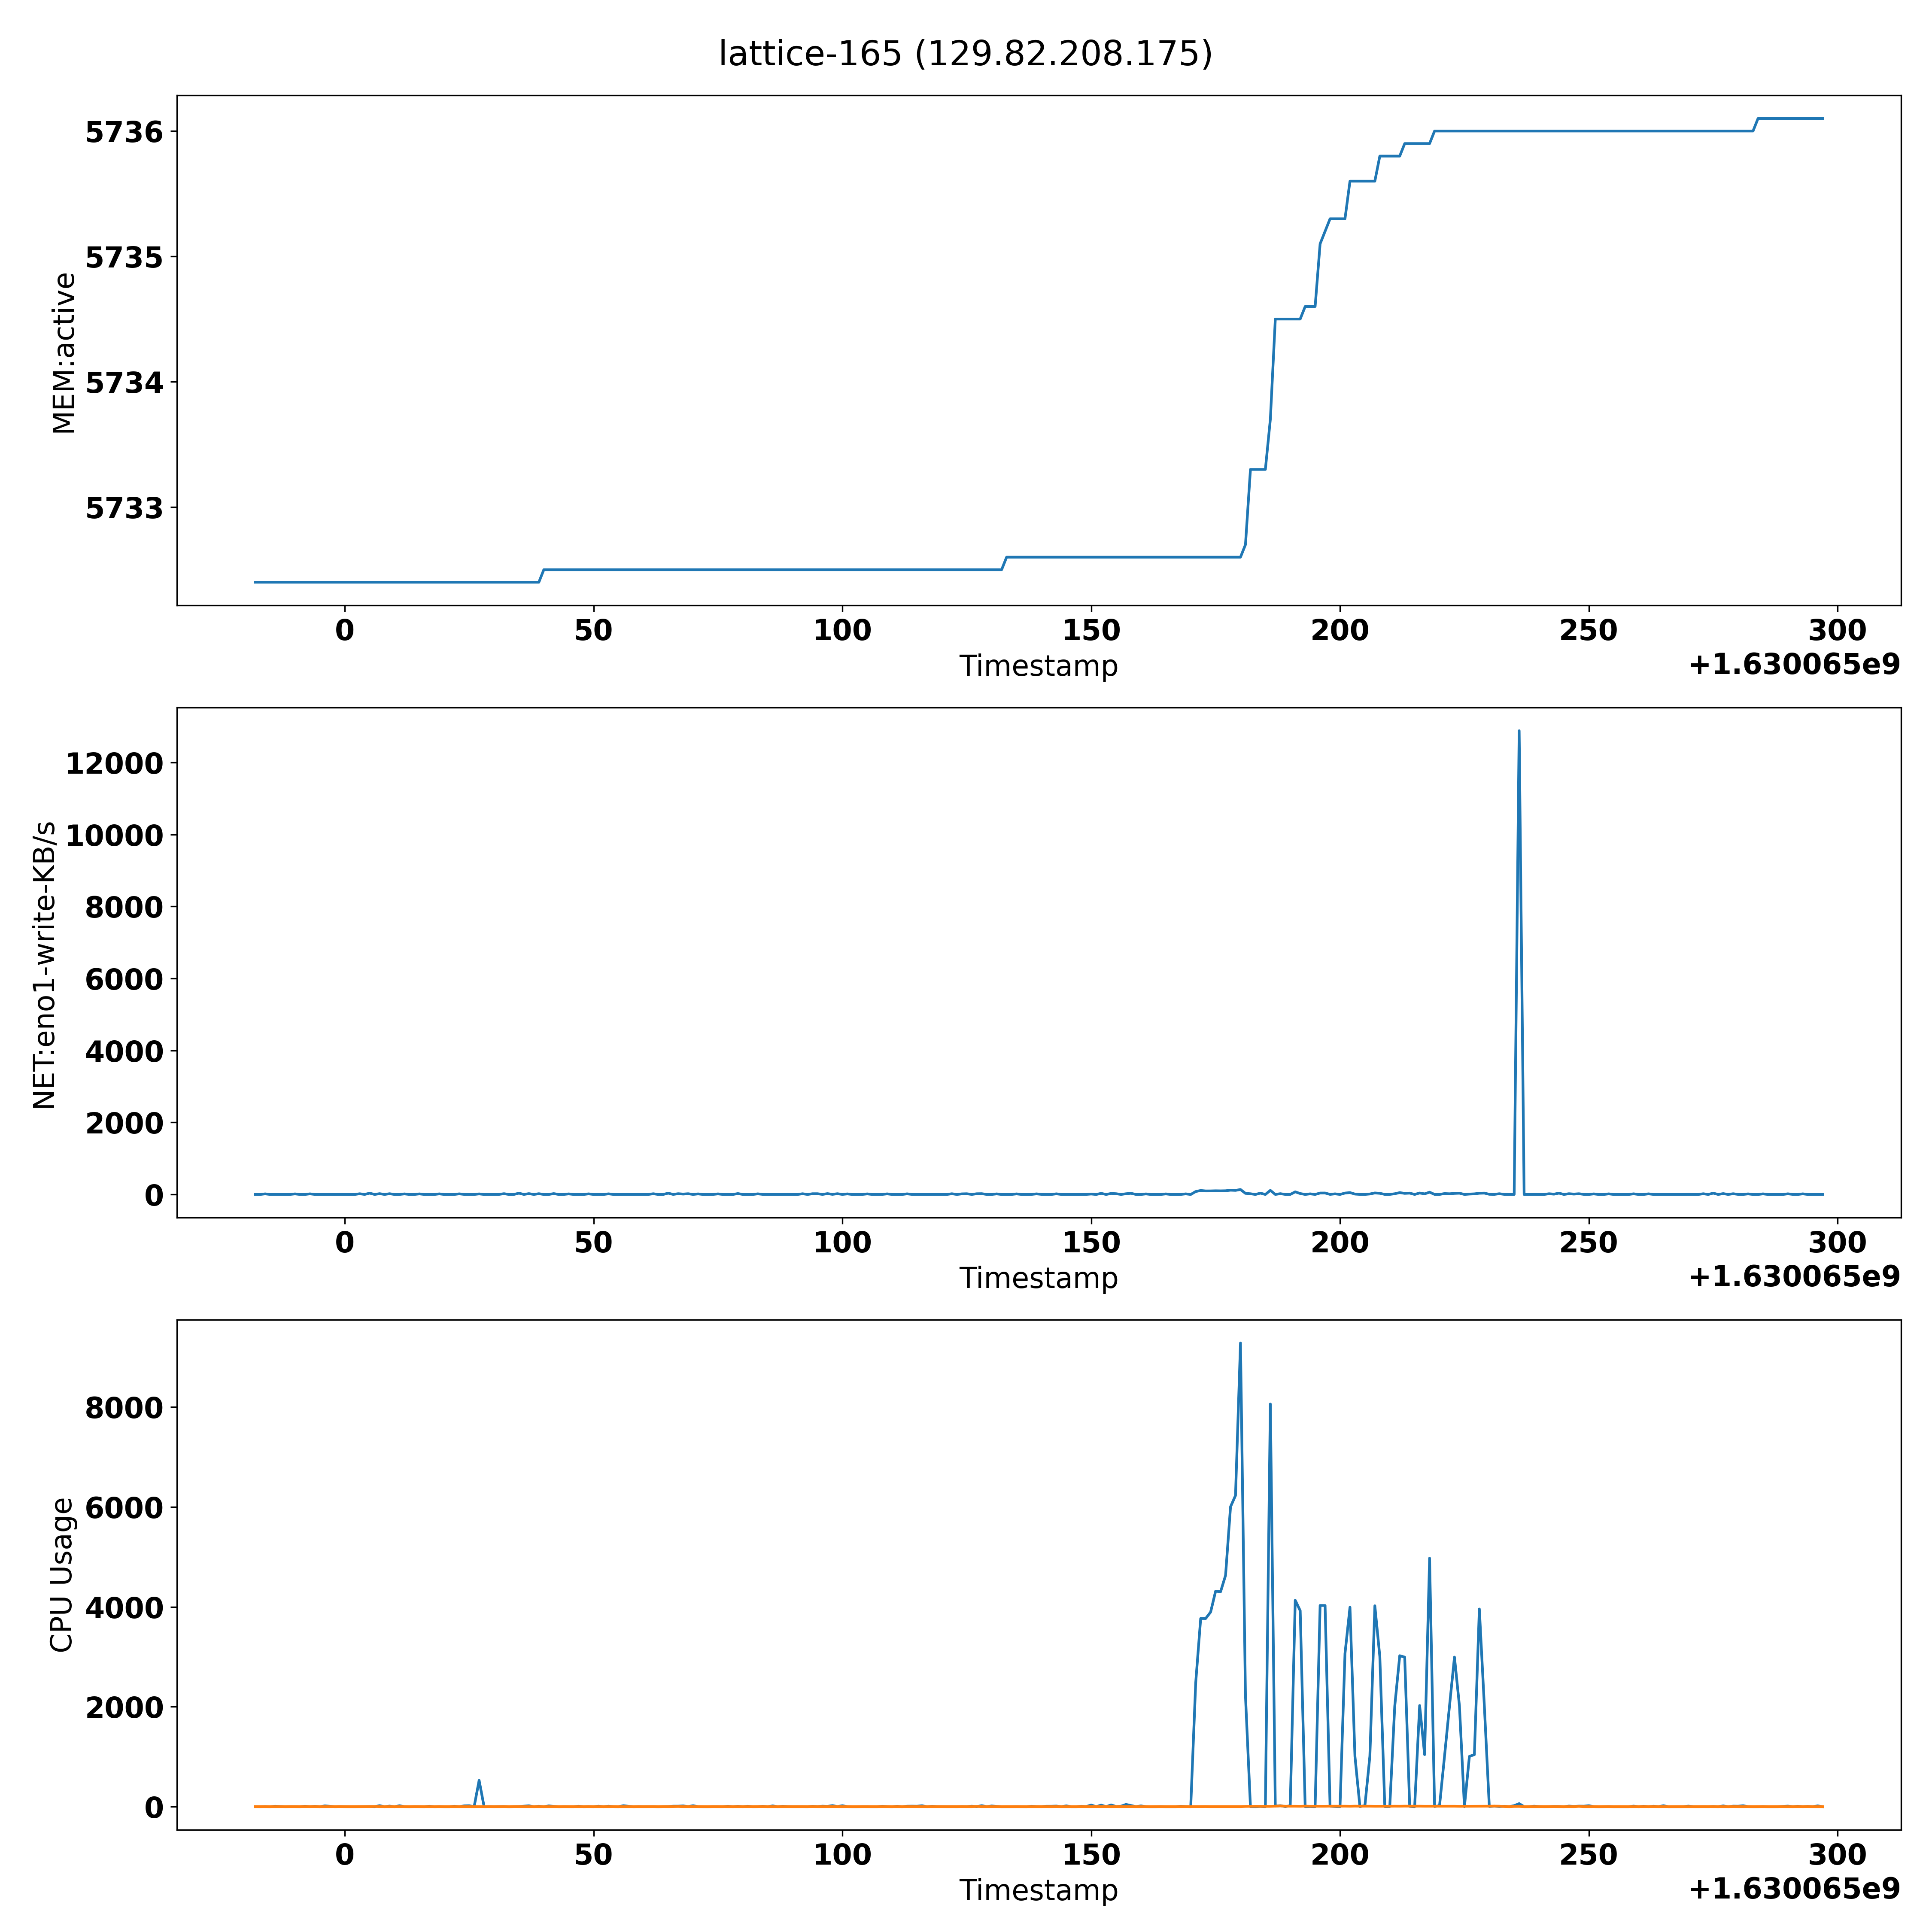 lattice-165 (129.82.208.175)
5736
5735
5734
5733
MEM:active
0 50 100 150 200 250 300
Timestamp
+1.630065e9
12000
10000
8000
6000
4000
2000
0
NET:eno1-write-KB/s
0 50 100 150 200 250 300
Timestamp
+1.630065e9
8000
6000
4000
2000
0
CPU Usage
0 50 100 150 200 250 300
Timestamp
+1.630065e9